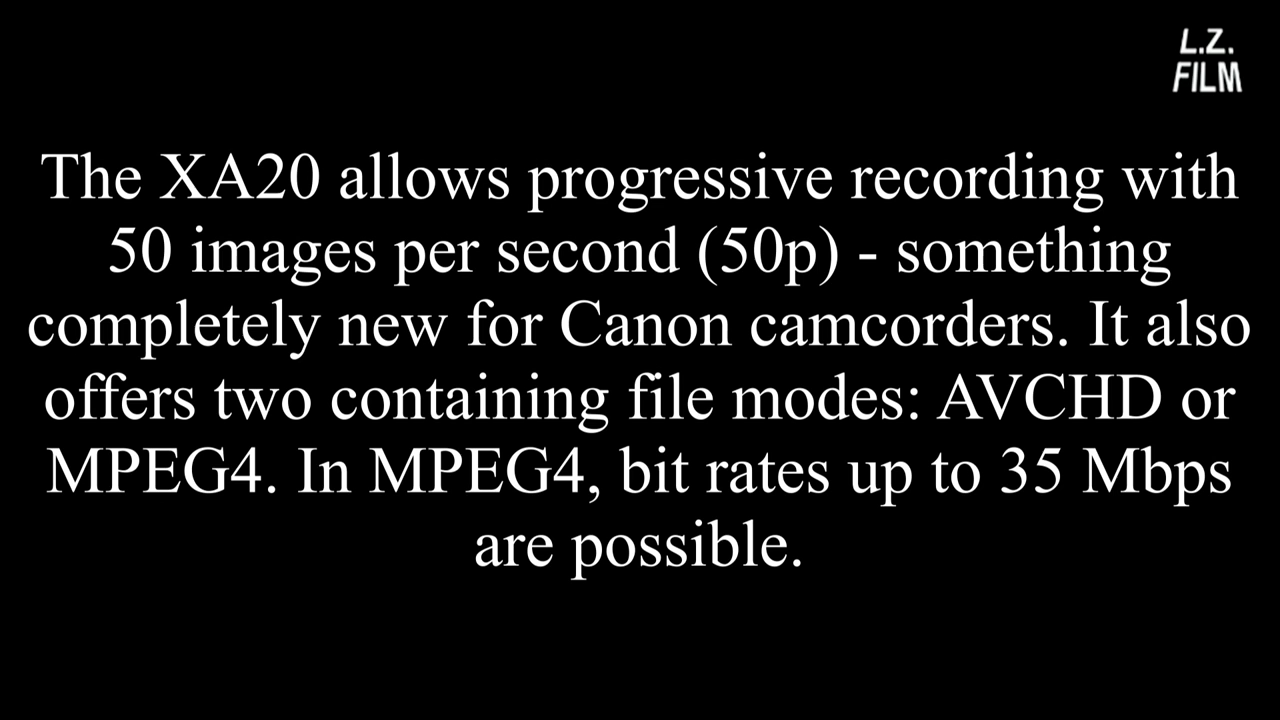 L.Z.
FILM
The XA20 allows progressive recording with
50 images per second (50p) - something
completely new for Canon camcorders. It also
offers two containing file modes: AVCHD or
MPEG4. In MPEG4, bit rates up to 35 Mbps
are possible.